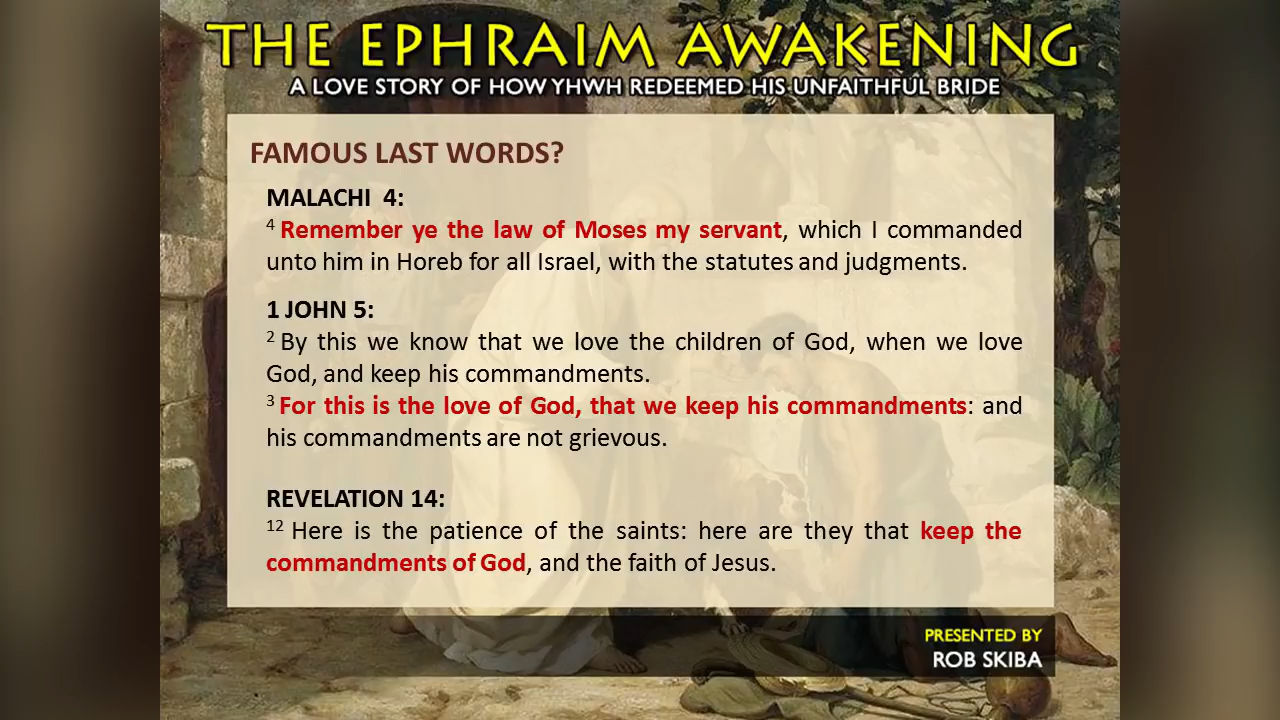 THE EPHRAIM AWAKENING
A LOVE STORY OF HOW YHWH REDEEMED HIS UNFAITHFUL BRIDE
FAMOUS LAST WORDS?
MALACHI 4:
4 Remember ye the law of Moses my servant, which I commanded
unto him in Horeb for all Israel, with the statutes and judgments.
1 JOHN 5:
2 By this we know that we love the children of God, when we love
God, and keep his commandments.
3 For this is the love of God, that we keep his commandments: and
his commandments are not grievous.
REVELATION 14:
12 Here is the patience of the saints: here are they that keep the
commandments of God, and the faith of Jesus.
PRESENTED BY
ROB SKIBA